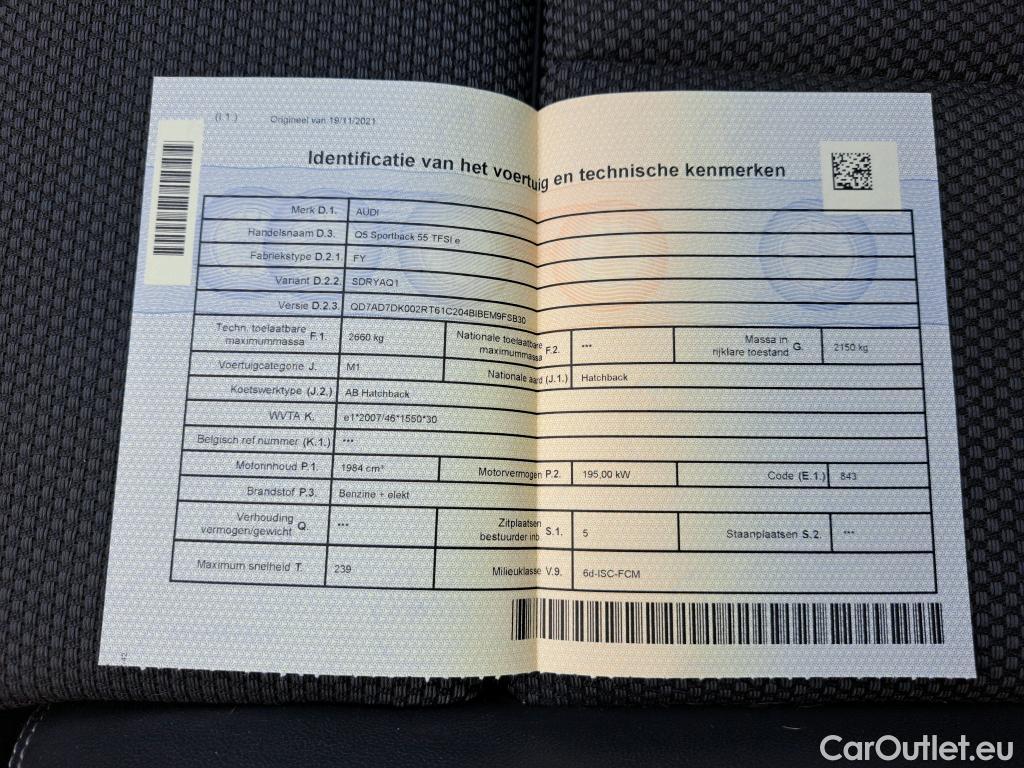 (I.1.) Origineel van 19/11/2021
Identificatie van het voertuig en technische kenmerken
Merk D.1. AUDI
Handelsnaam D.3. Q5 Sportback 55 TFSI e
Fabriekstype D.2.1. FY
Variant D.2.2. SDRYAQ1
Versie D.2.3. QD7AD7DK002RT61C204BIBEM9FSB30
Techn. toelaatbare maximummassa F.1. 2660 kg Nationale toelaatbare maximummassa F.2. *** Massa in rijklare toestand G. 2150 kg
Voertuigcategorie J. M1 Nationale aard (J.1.) Hatchback
Koetswerktype (J.2.) AB Hatchback
WVTA K. e1*2007/46*1550*30
Belgisch ref nummer (K.1.) ***
Motorinhoud P.1. 1984 cm³ Motorvermogen P.2. 195,00 kW Code (E.1.) 843
Brandstof P.3. Benzine + elekt
Verhouding vermogen/gewicht Q. *** Zitplaatsen bestuurder inb. S.1. 5 Staanplaatsen S.2. ***
Maximum snelheid T. 239 Milieuklasse V.9. 6d-ISC-FCM
CarOutlet.eu